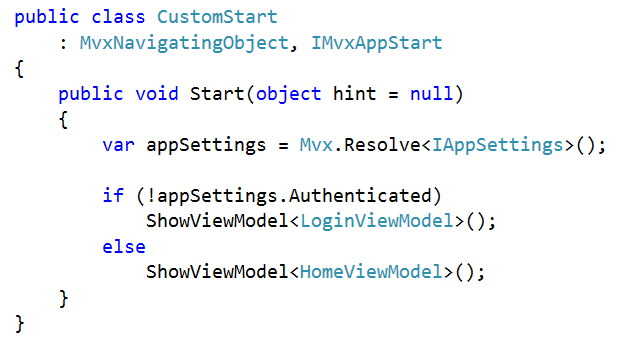 public class CustomStart
    : MvxNavigatingObject, IMvxAppStart
{
    public void Start(object hint = null)
    {
        var appSettings = Mvx.Resolve<IAppSettings>();

        if (!appSettings.Authenticated)
            ShowViewModel<LoginViewModel>();
        else
            ShowViewModel<HomeViewModel>();
    }
}